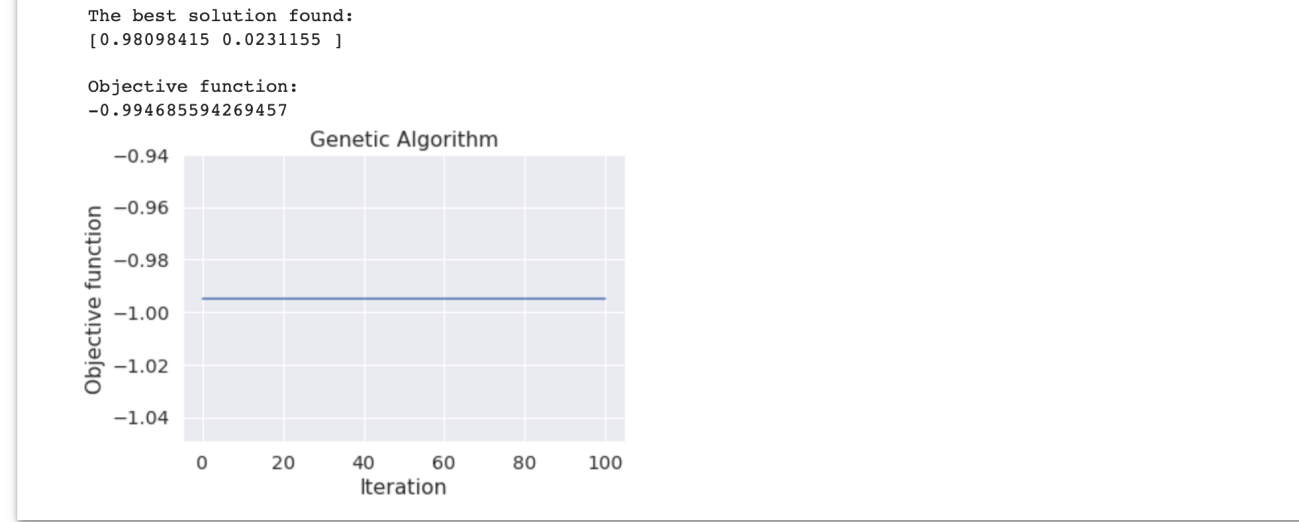 The best solution found:
[0.98098415 0.0231155 ]
Objective function:
-0.994685594269457
Genetic Algorithm
−0.94
−0.96
−0.98
−1.00
−1.02
−1.04
Objective function
0 20 40 60 80 100
Iteration